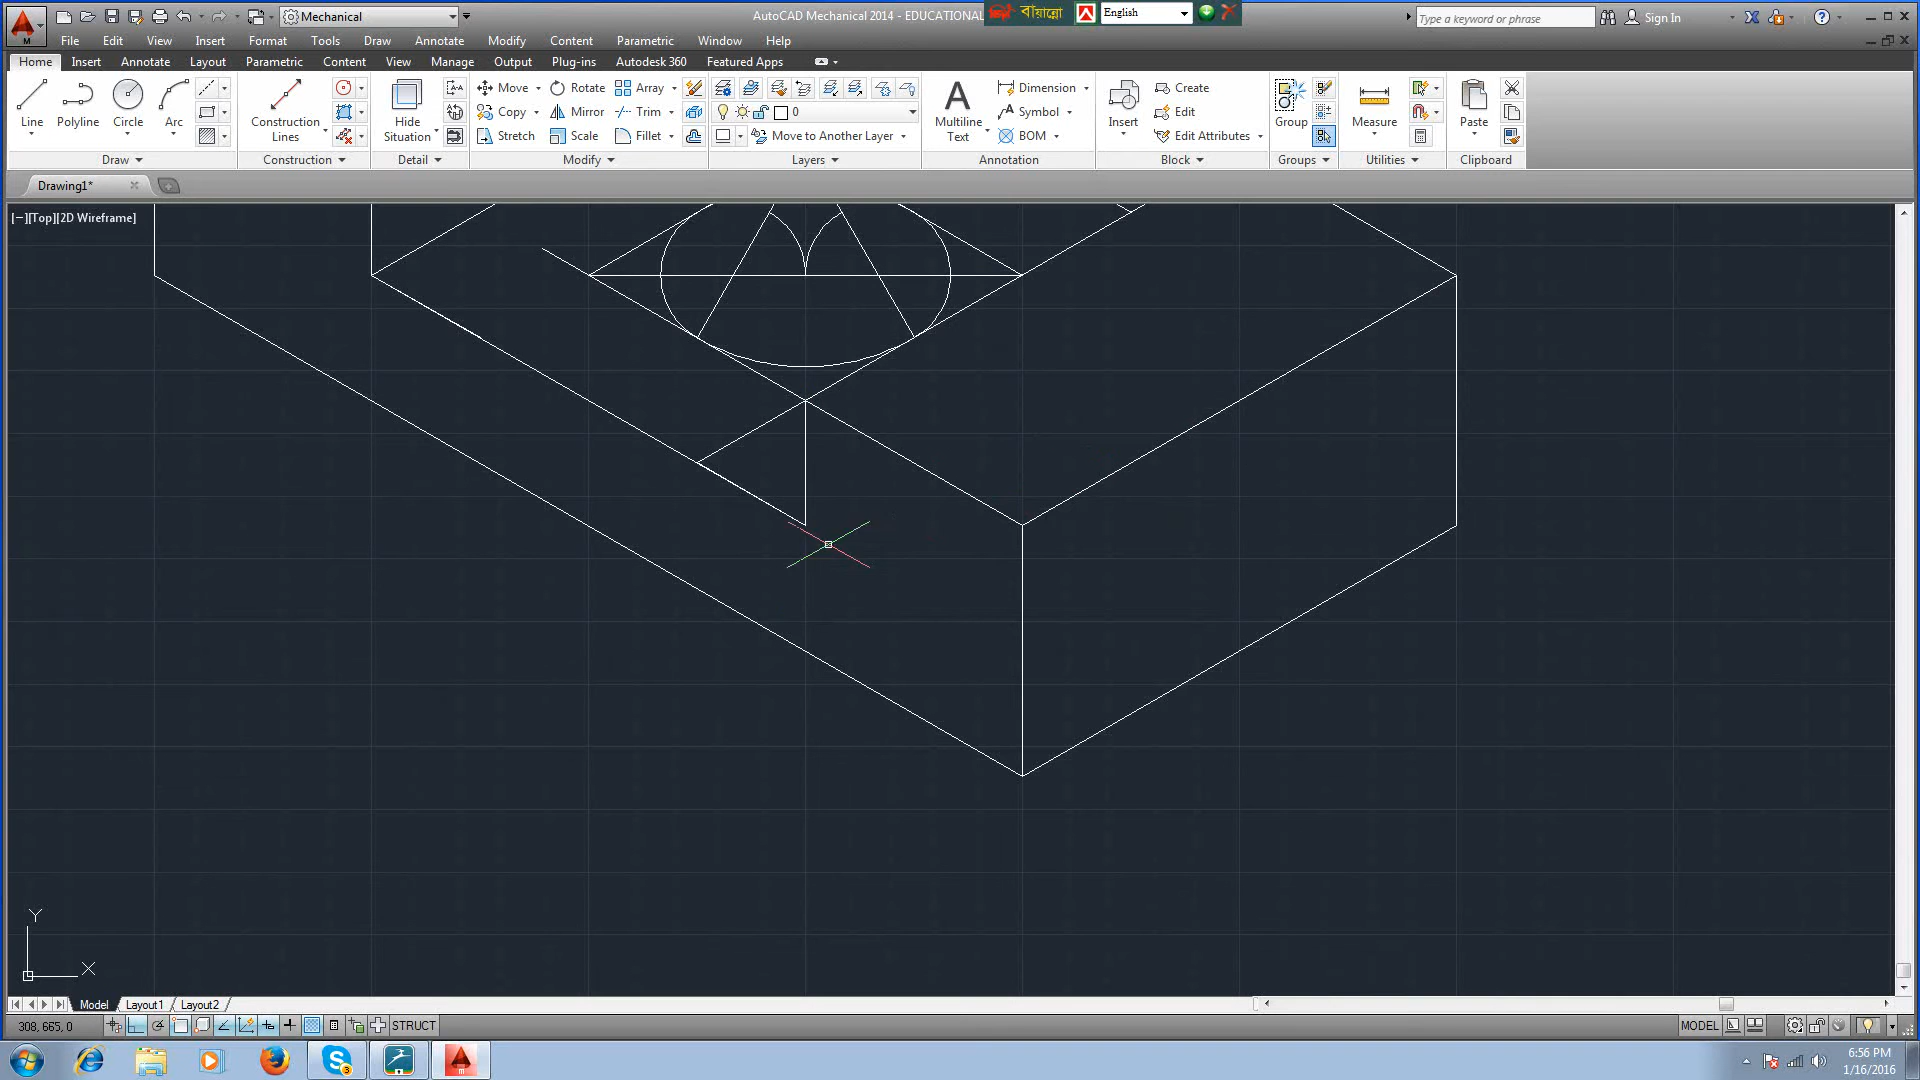 Mechanical
AutoCAD Mechanical 2014 - EDUCATIONAL
বাঁয়ান্নো
English
Type a keyword or phrase
Sign In
File Edit View Insert Format Tools Draw Annotate Modify Content Parametric Window Help
Home Insert Annotate Layout Parametric Content View Manage Output Plug-ins Autodesk 360 Featured Apps
Line
Polyline
Circle
Arc
Construction
Lines
Hide
Situation
Move
Rotate
Array
Copy
Mirror
Trim
Stretch
Scale
Fillet
0
Move to Another Layer
Multiline
Text
Dimension
Symbol
BOM
Insert
Create
Edit
Edit Attributes
Group
Measure
Paste
Draw
Construction
Detail
Modify
Layers
Annotation
Block
Groups
Utilities
Clipboard
Drawing1*
[−][Top][2D Wireframe]
Y
X
Model Layout1 Layout2
308, 665, 0
STRUCT
MODEL
3
6:56 PM
1/16/2016